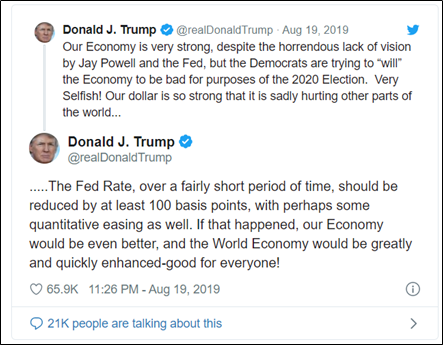 Donald J. Trump @realDonaldTrump · Aug 19, 2019
Our Economy is very strong, despite the horrendous lack of vision
by Jay Powell and the Fed, but the Democrats are trying to “will”
the Economy to be bad for purposes of the 2020 Election.  Very
Selfish! Our dollar is so strong that it is sadly hurting other parts of
the world...
Donald J. Trump
@realDonaldTrump
.....The Fed Rate, over a fairly short period of time, should be
reduced by at least 100 basis points, with perhaps some
quantitative easing as well. If that happened, our Economy
would be even better, and the World Economy would be greatly
and quickly enhanced-good for everyone!
65.9K 11:26 PM - Aug 19, 2019
21K people are talking about this